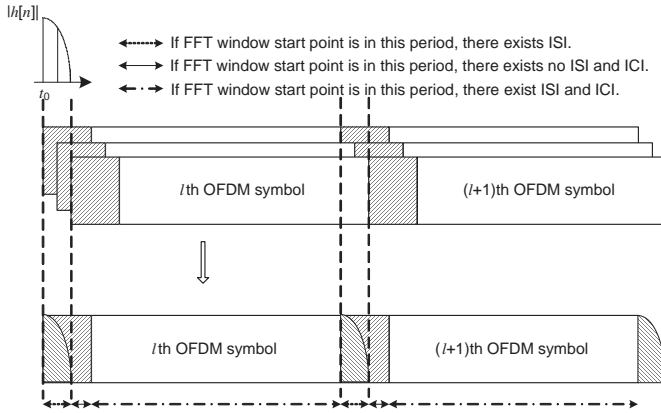 |h[n]|
If FFT window start point is in this period, there exists ISI.
If FFT window start point is in this period, there exists no ISI and ICI.
If FFT window start point is in this period, there exist ISI and ICI.
t0
lth OFDM symbol
(l+1)th OFDM symbol
lth OFDM symbol
(l+1)th OFDM symbol